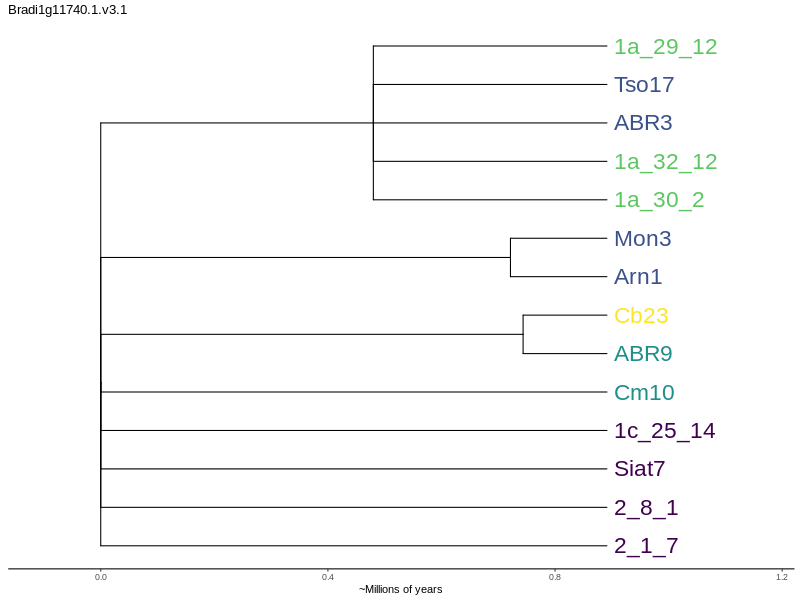 Bradi1g11740.1.v3.1
1a_29_12
Tso17
ABR3
1a_32_12
1a_30_2
Mon3
Arn1
Cb23
ABR9
Cm10
1c_25_14
Siat7
2_8_1
2_1_7
0.0 0.4 0.8 1.2
~Millions of years